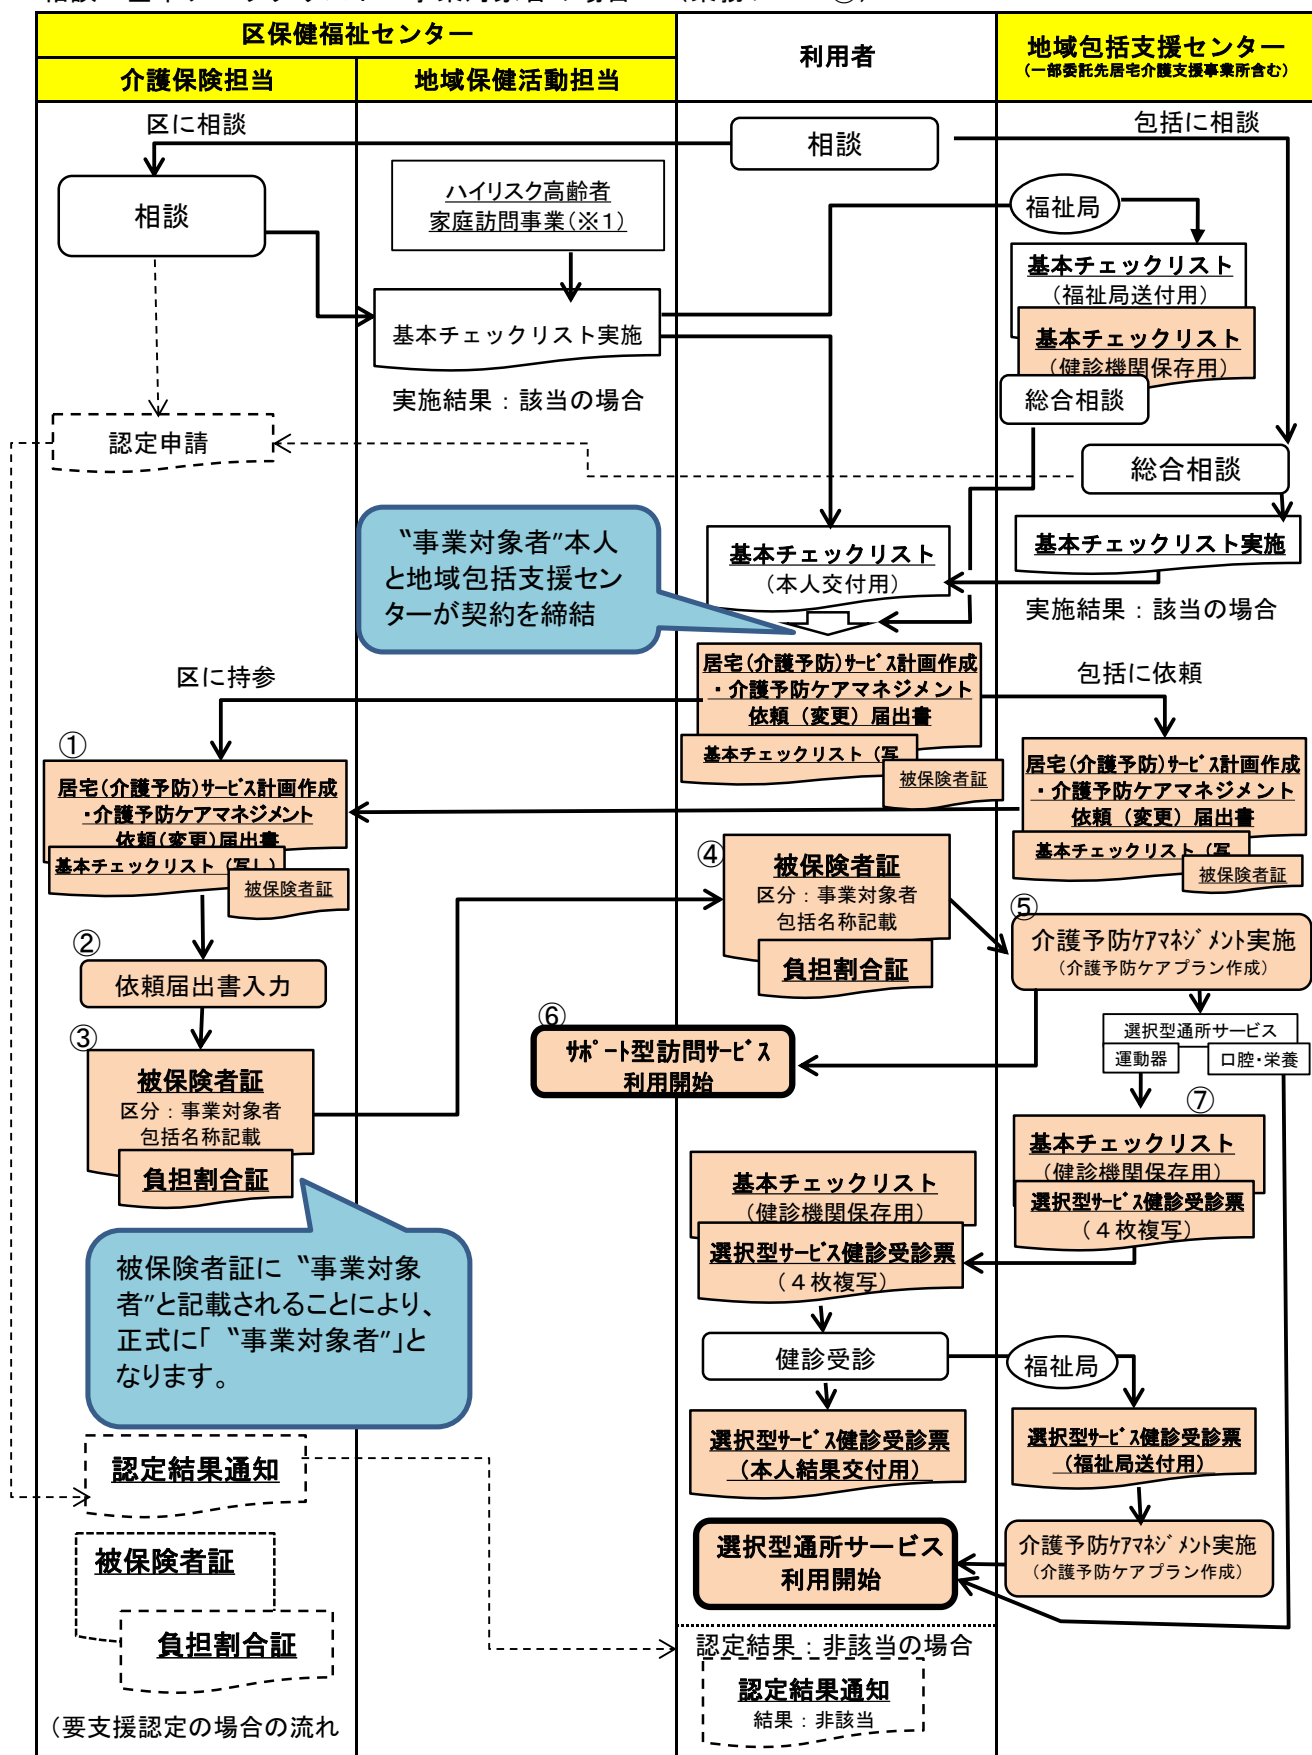 区保健福祉センター
介護保険担当
地域保健活動担当
利用者
地域包括支援センター
(一部委託先居宅介護支援事業所含む)
区に相談
相談
包括に相談
相談
ハイリスク高齢者
家庭訪問事業(※1)
福祉局
基本チェックリスト
(福祉局送付用)
基本チェックリスト
(健診機関保存用)
基本チェックリスト実施
実施結果：該当の場合
総合相談
認定申請
総合相談
〝事業対象者″本人
と地域包括支援セン
ターが契約を締結
基本チェックリスト
(本人交付用)
基本チェックリスト実施
実施結果：該当の場合
区に持参
居宅(介護予防)ｻｰﾋﾞｽ計画作成
・介護予防ケアマネジメント
依頼（変更）届出書
基本チェックリスト（写
被保険者証
包括に依頼
①
居宅(介護予防)ｻｰﾋﾞｽ計画作成
・介護予防ケアマネジメント
依頼(変更)届出書
基本チェックリスト（写し）
被保険者証
居宅(介護予防)ｻｰﾋﾞｽ計画作成
・介護予防ケアマネジメント
依頼（変更）届出書
基本チェックリスト（写
被保険者証
②
依頼届出書入力
④
被保険者証
区分：事業対象者
包括名称記載
負担割合証
⑤
介護予防ｹｱﾏﾈｼﾞﾒﾝﾄ実施
(介護予防ケアプラン作成)
③
被保険者証
区分：事業対象者
包括名称記載
負担割合証
⑥
ｻﾎﾟｰﾄ型訪問ｻｰﾋﾞｽ
利用開始
選択型通所サービス
運動器
口腔・栄養
⑦
基本チェックリスト
(健診機関保存用)
選択型ｻｰﾋﾞｽ健診受診票
(４枚複写)
基本チェックリスト
(健診機関保存用)
選択型ｻｰﾋﾞｽ健診受診票
(４枚複写)
被保険者証に〝事業対象
者″と記載されることにより、
正式に「〝事業対象者″」と
なります。
健診受診
福祉局
選択型ｻｰﾋﾞｽ健診受診票
(本人結果交付用)
選択型ｻｰﾋﾞｽ健診受診票
(福祉局送付用)
認定結果通知
被保険者証
負担割合証
選択型通所サービス
利用開始
介護予防ｹｱﾏﾈｼﾞﾒﾝﾄ実施
(介護予防ケアプラン作成)
認定結果：非該当の場合
認定結果通知
結果：非該当
(要支援認定の場合の流れ